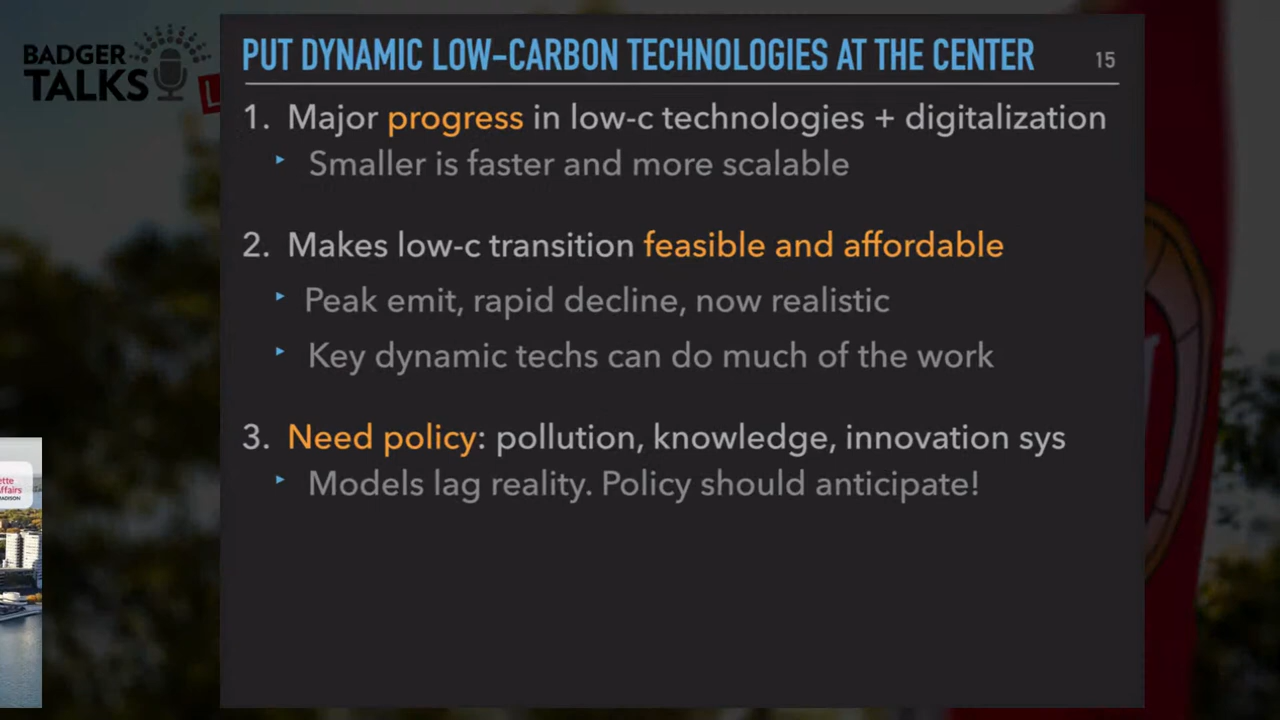 BADGER
TALKS
L
PUT DYNAMIC LOW-CARBON TECHNOLOGIES AT THE CENTER
15
1. Major progress in low-c technologies + digitalization
‣ Smaller is faster and more scalable
2. Makes low-c transition feasible and affordable
‣ Peak emit, rapid decline, now realistic
‣ Key dynamic techs can do much of the work
3. Need policy: pollution, knowledge, innovation sys
‣ Models lag reality. Policy should anticipate!
ette
ffairs
ADISON